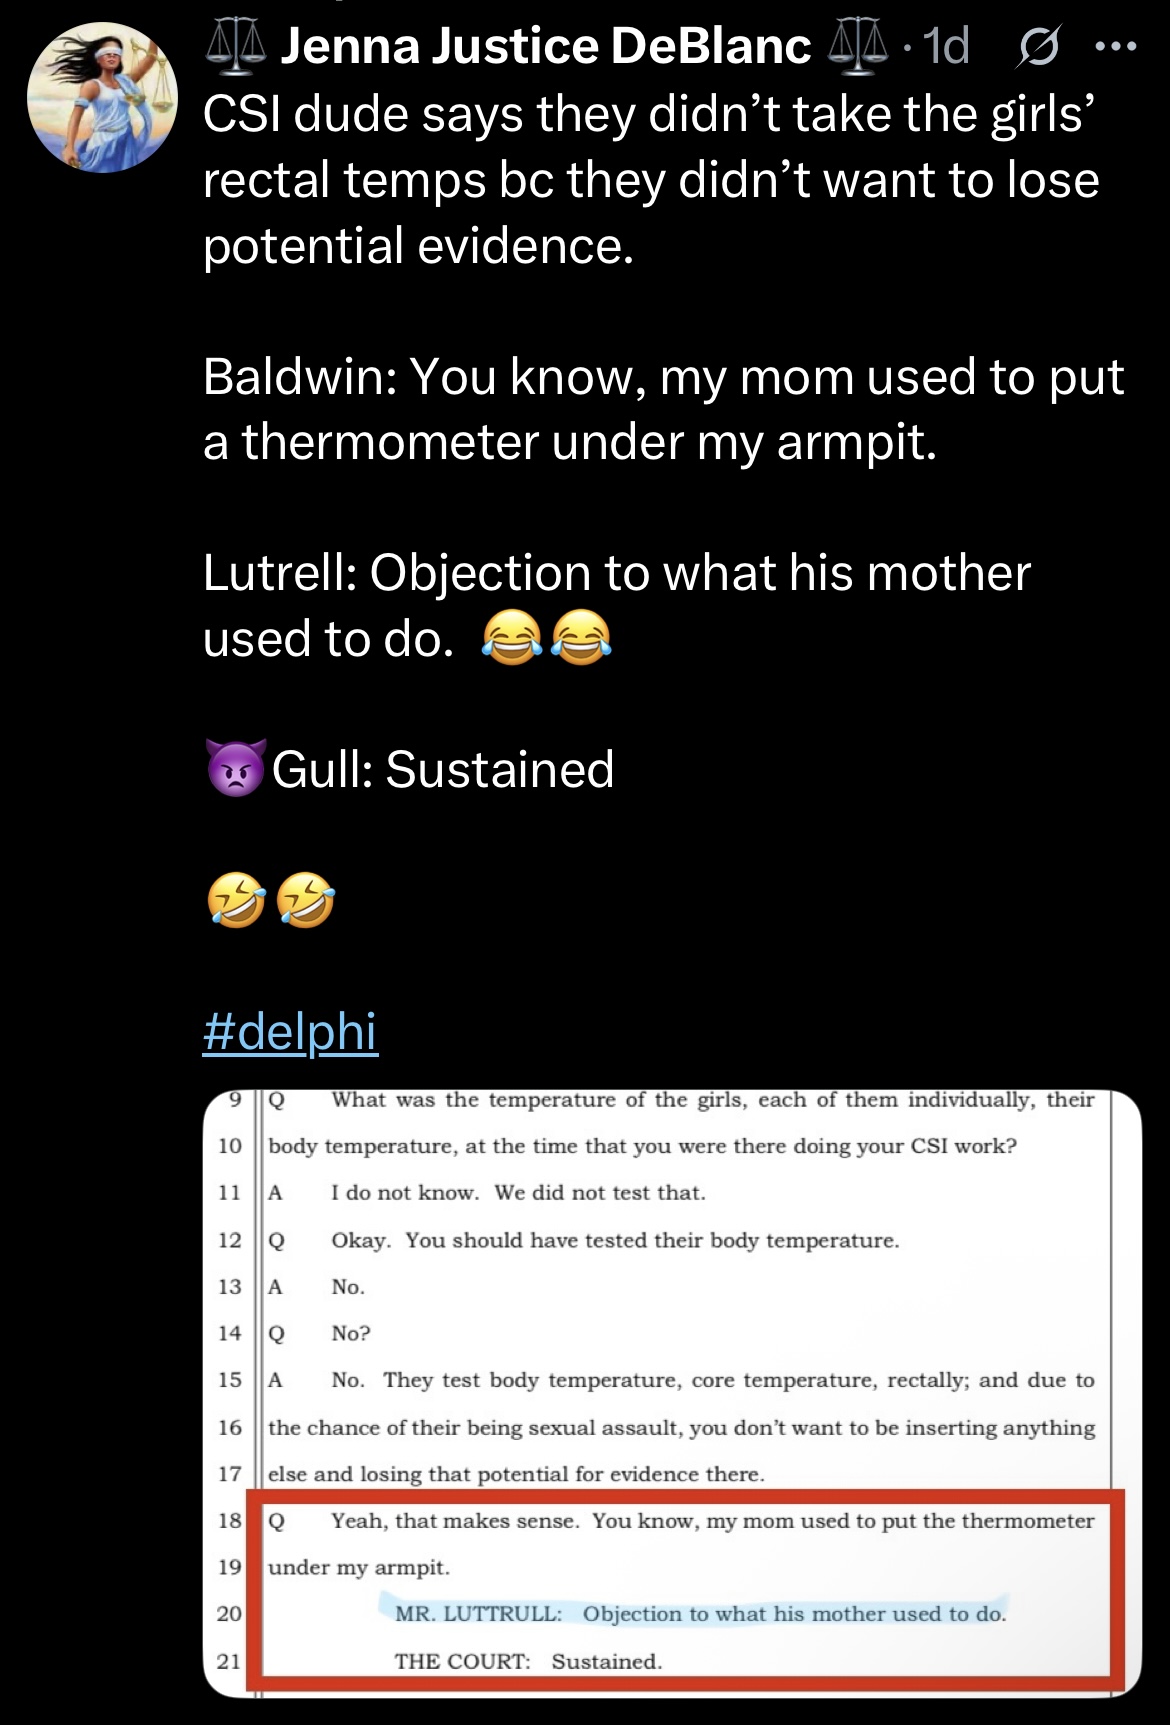 ⚖️ Jenna Justice DeBlanc ⚖️ · 1d
CSI dude says they didn’t take the girls’
rectal temps bc they didn’t want to lose
potential evidence.
Baldwin: You know, my mom used to put
a thermometer under my armpit.
Lutrell: Objection to what his mother
used to do. 😂😂
👿Gull: Sustained
🤣🤣
#delphi
9 Q What was the temperature of the girls, each of them individually, their
10 body temperature, at the time that you were there doing your CSI work?
11 A I do not know. We did not test that.
12 Q Okay. You should have tested their body temperature.
13 A No.
14 Q No?
15 A No. They test body temperature, core temperature, rectally; and due to
16 the chance of their being sexual assault, you don’t want to be inserting anything
17 else and losing that potential for evidence there.
18 Q Yeah, that makes sense. You know, my mom used to put the thermometer
19 under my armpit.
20 MR. LUTTRULL: Objection to what his mother used to do.
21 THE COURT: Sustained.